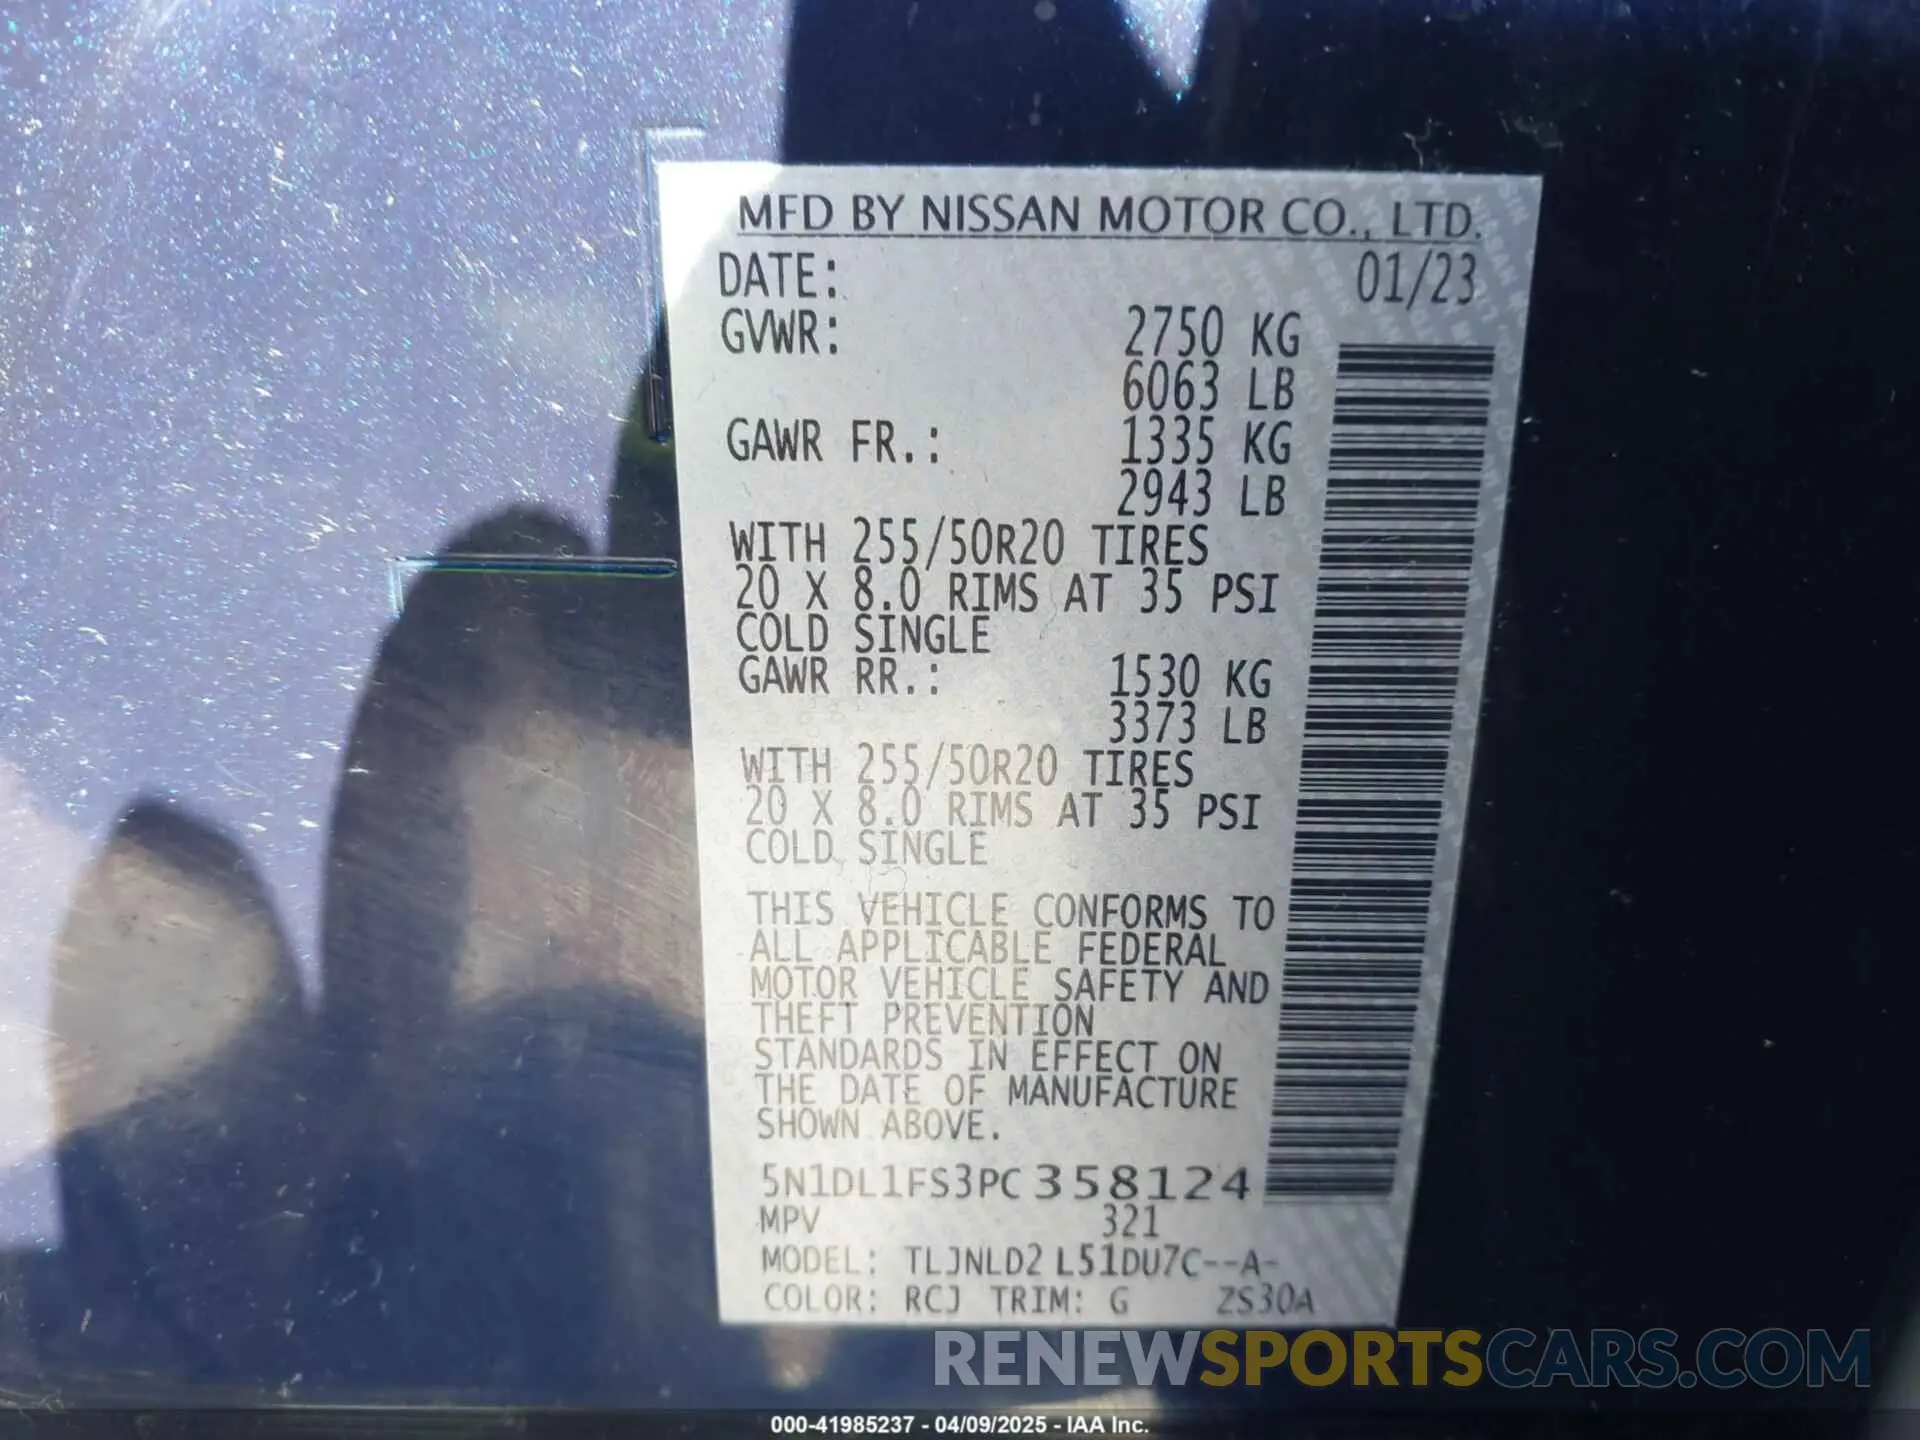 MFD BY NISSAN MOTOR CO., LTD.
DATE: 01/23
GVWR: 2750 KG
6063 LB
GAWR FR.: 1335 KG
2943 LB
WITH 255/50R20 TIRES
20 X 8.0 RIMS AT 35 PSI
COLD SINGLE
GAWR RR.: 1530 KG
3373 LB
WITH 255/50R20 TIRES
20 X 8.0 RIMS AT 35 PSI
COLD SINGLE
THIS VEHICLE CONFORMS TO
ALL APPLICABLE FEDERAL
MOTOR VEHICLE SAFETY AND
THEFT PREVENTION
STANDARDS IN EFFECT ON
THE DATE OF MANUFACTURE
SHOWN ABOVE.
5N1DL1FS3PC358124
MPV 321
MODEL: TLJNLD2 L51DU7C--A-
COLOR: RCJ TRIM: G ZS30A
RENEWSPORTSCARS.COM
000-41985237 - 04/09/2025 - IAA Inc.